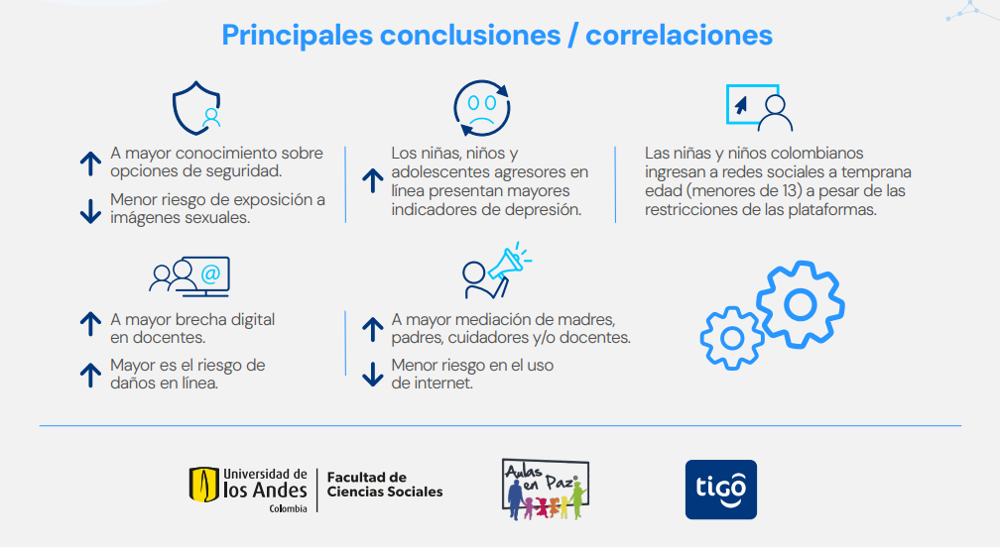 Principales conclusiones / correlaciones
A mayor conocimiento sobre
opciones de seguridad.
Menor riesgo de exposición a
imágenes sexuales.
Los niñas, niños y
adolescentes agresores en
línea presentan mayores
indicadores de depresión.
Las niñas y niños colombianos
ingresan a redes sociales a temprana
edad (menores de 13) a pesar de las
restricciones de las plataformas.
@
A mayor brecha digital
en docentes.
Mayor es el riesgo de
daños en línea.
A mayor mediación de madres,
padres, cuidadores y/o docentes.
Menor riesgo en el uso
de internet.
Universidad de
los Andes
Colombia
Facultad de
Ciencias Sociales
Aulas
en Paz
tigo